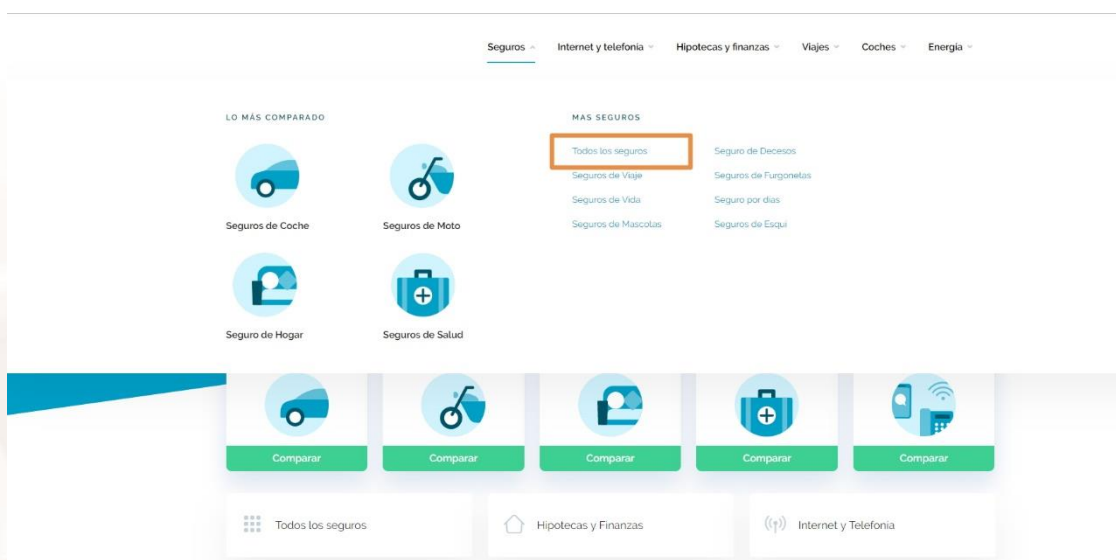 Seguros Internet y telefonía Hipotecas y finanzas Viajes Coches Energía
LO MÁS COMPARADO
Seguros de Coche Seguros de Moto
Seguro de Hogar Seguros de Salud
MAS SEGUROS
Todos los seguros Seguro de Decesos
Seguros de Viaje Seguros de Furgonetas
Seguros de Vida Seguro por días
Seguros de Mascotas Seguros de Esquí
Comparar Comparar Comparar Comparar Comparar
Todos los seguros Hipotecas y Finanzas Internet y Telefonía